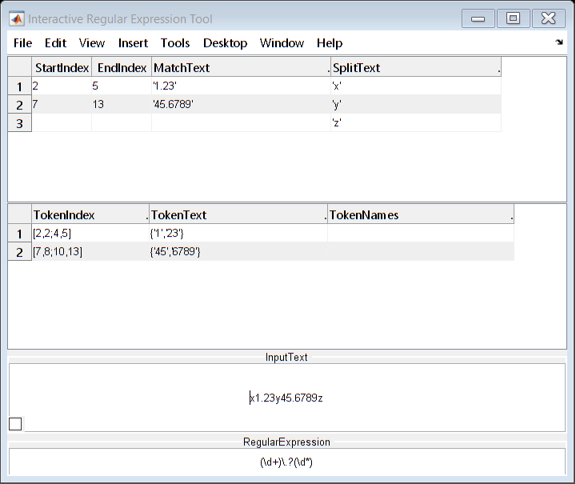 Interactive Regular Expression Tool
File Edit View Insert Tools Desktop Window Help
StartIndex EndIndex MatchText . SplitText .
1 2 5 '1.23' 'x'
2 7 13 '45.6789' 'y'
3 'z'
TokenIndex . TokenText . TokenNames .
1 [2,2;4,5] {'1','23'}
2 [7,8;10,13] {'45','6789'}
InputText
x1.23y45.6789z
RegularExpression
(\d+)\.?(\d*)